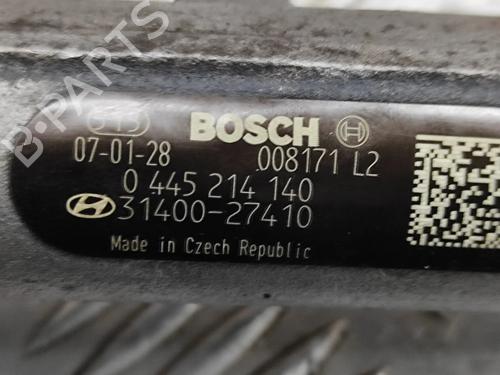 B-PARTS
BOSCH
07-01-28 008171 L2
0 445 214 140
31400-27410
Made in Czech Republic